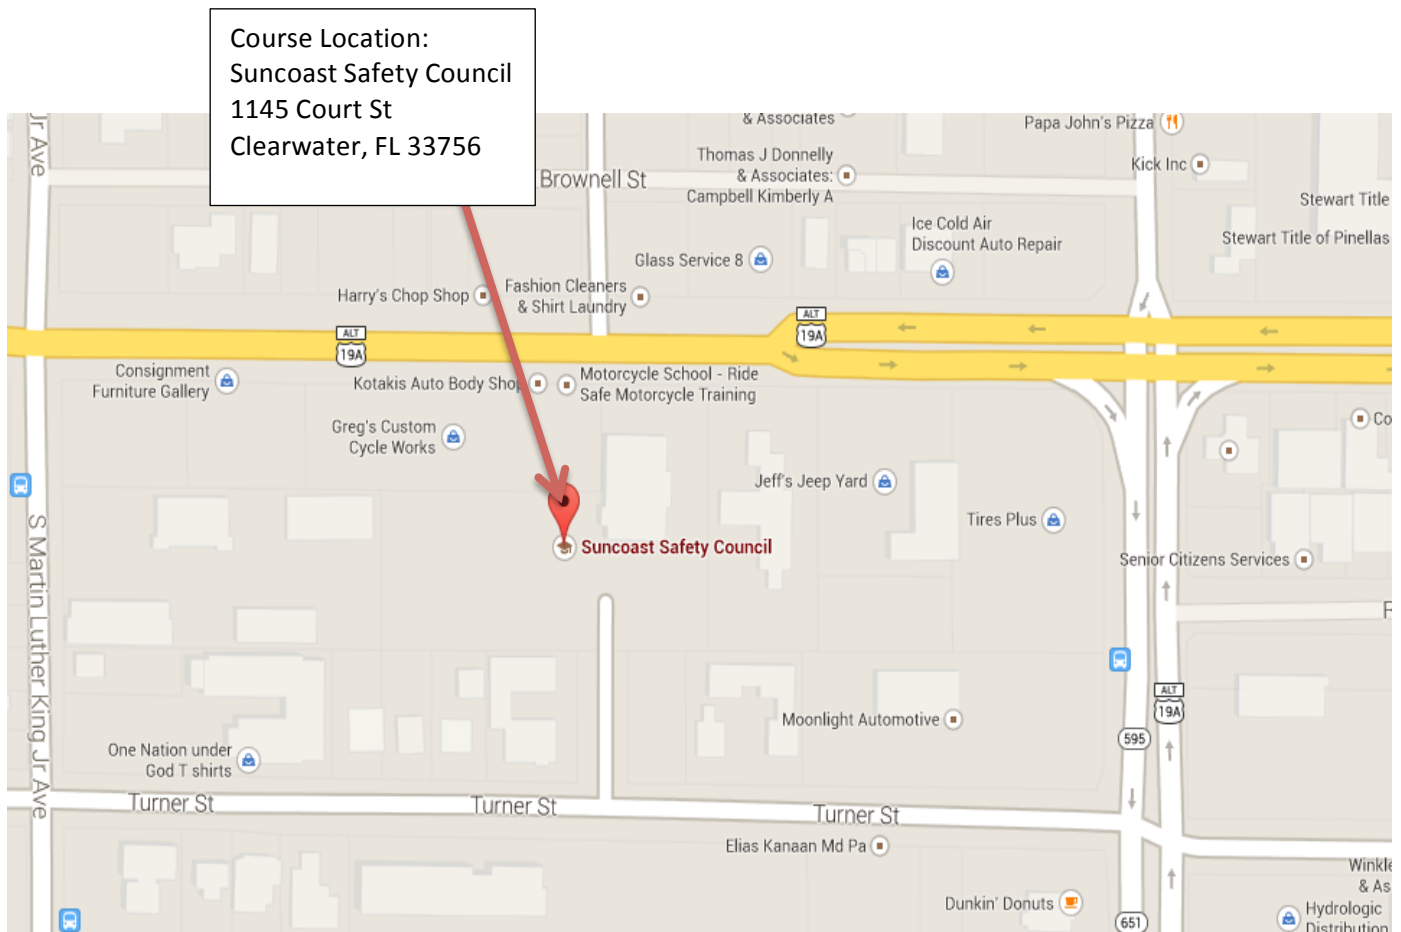 Course Location:
Suncoast Safety Council
1145 Court St
Clearwater, FL 33756
Jr Ave
& Associates
Papa John's Pizza
Thomas J Donnelly
& Associates:
Campbell Kimberly A
Kick Inc
Brownell St
Stewart Title
Stewart Title of Pinellas
Ice Cold Air
Discount Auto Repair
Glass Service 8
Harry's Chop Shop
Fashion Cleaners
& Shirt Laundry
ALT
19A
ALT
19A
Consignment
Furniture Gallery
Kotakis Auto Body Shop
Motorcycle School - Ride
Safe Motorcycle Training
Greg's Custom
Cycle Works
Co
Jeff's Jeep Yard
Tires Plus
Suncoast Safety Council
Senior Citizens Services
S Martin Luther King Jr Ave
ALT
19A
Moonlight Automotive
595
One Nation under
God T shirts
Turner St
Turner St
Turner St
Elias Kanaan Md Pa
Winkle
& As
Dunkin' Donuts
651
Hydrologic
Distribution